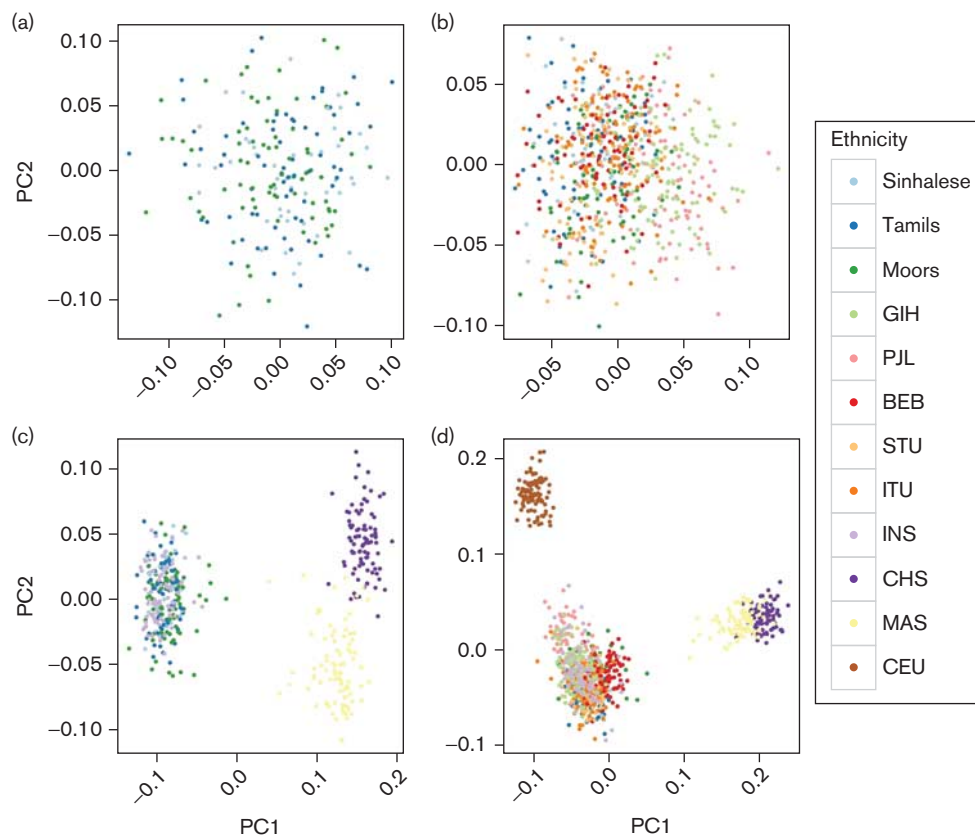 (a)
0.10
0.05
0.00
−0.05
−0.10
PC2
−0.10
−0.05
0.00
0.05
0.10
(b)
0.05
0.00
−0.05
−0.10
−0.05
0.00
0.05
0.10
(c)
0.10
0.05
0.00
−0.05
−0.10
PC2
−0.1
0.0
0.1
0.2
PC1
(d)
0.2
0.1
0.0
−0.1
−0.1
0.0
0.1
0.2
PC1
Ethnicity
Sinhalese
Tamils
Moors
GIH
PJL
BEB
STU
ITU
INS
CHS
MAS
CEU